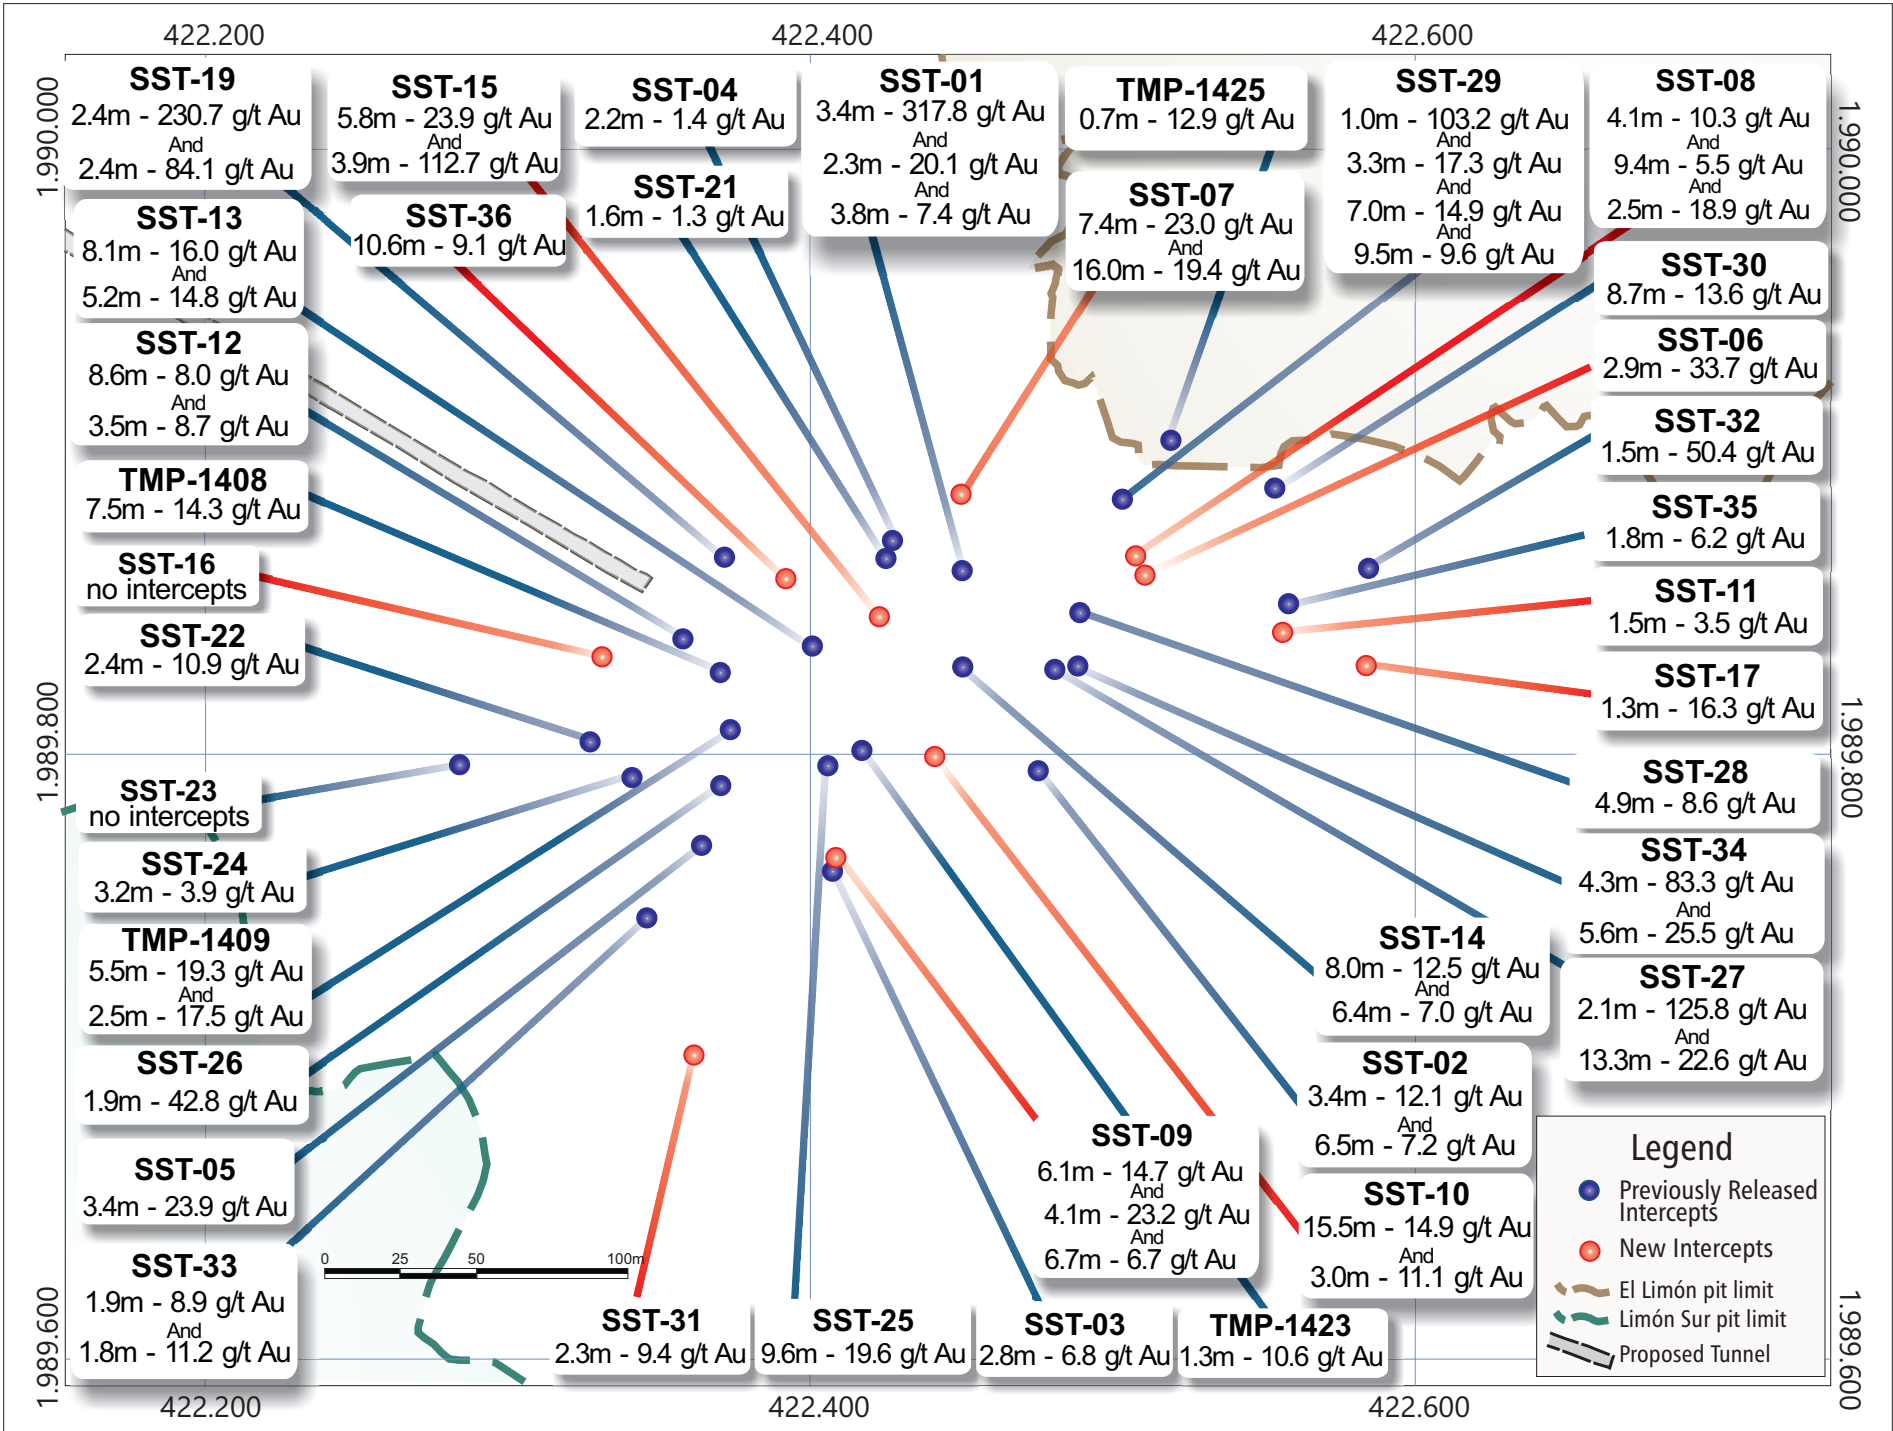 422.200
422.400
422.600
1.990.000
1.989.800
1.989.600
SST-19
2.4m - 230.7 g/t Au
And
2.4m - 84.1 g/t Au
SST-15
5.8m - 23.9 g/t Au
And
3.9m - 112.7 g/t Au
SST-04
2.2m - 1.4 g/t Au
SST-01
3.4m - 317.8 g/t Au
And
2.3m - 20.1 g/t Au
And
3.8m - 7.4 g/t Au
TMP-1425
0.7m - 12.9 g/t Au
SST-29
1.0m - 103.2 g/t Au
And
3.3m - 17.3 g/t Au
And
7.0m - 14.9 g/t Au
And
9.5m - 9.6 g/t Au
SST-08
4.1m - 10.3 g/t Au
And
9.4m - 5.5 g/t Au
And
2.5m - 18.9 g/t Au
SST-13
8.1m - 16.0 g/t Au
And
5.2m - 14.8 g/t Au
SST-36
10.6m - 9.1 g/t Au
SST-21
1.6m - 1.3 g/t Au
SST-07
7.4m - 23.0 g/t Au
And
16.0m - 19.4 g/t Au
SST-30
8.7m - 13.6 g/t Au
SST-12
8.6m - 8.0 g/t Au
And
3.5m - 8.7 g/t Au
SST-06
2.9m - 33.7 g/t Au
TMP-1408
7.5m - 14.3 g/t Au
SST-32
1.5m - 50.4 g/t Au
SST-16
no intercepts
SST-35
1.8m - 6.2 g/t Au
SST-22
2.4m - 10.9 g/t Au
SST-11
1.5m - 3.5 g/t Au
SST-17
1.3m - 16.3 g/t Au
SST-23
no intercepts
SST-28
4.9m - 8.6 g/t Au
SST-24
3.2m - 3.9 g/t Au
SST-34
4.3m - 83.3 g/t Au
And
5.6m - 25.5 g/t Au
TMP-1409
5.5m - 19.3 g/t Au
And
2.5m - 17.5 g/t Au
SST-14
8.0m - 12.5 g/t Au
And
6.4m - 7.0 g/t Au
SST-27
2.1m - 125.8 g/t Au
And
13.3m - 22.6 g/t Au
SST-26
1.9m - 42.8 g/t Au
SST-02
3.4m - 12.1 g/t Au
And
6.5m - 7.2 g/t Au
SST-05
3.4m - 23.9 g/t Au
SST-09
6.1m - 14.7 g/t Au
And
4.1m - 23.2 g/t Au
And
6.7m - 6.7 g/t Au
SST-10
15.5m - 14.9 g/t Au
And
3.0m - 11.1 g/t Au
SST-33
1.9m - 8.9 g/t Au
And
1.8m - 11.2 g/t Au
0 25 50 100m
SST-31
2.3m - 9.4 g/t Au
SST-25
9.6m - 19.6 g/t Au
SST-03
2.8m - 6.8 g/t Au
TMP-1423
1.3m - 10.6 g/t Au
Legend
Previously Released
Intercepts
New Intercepts
El Limón pit limit
Limón Sur pit limit
Proposed Tunnel
1.990.000
1.989.800
1.989.600
422.200
422.400
422.600